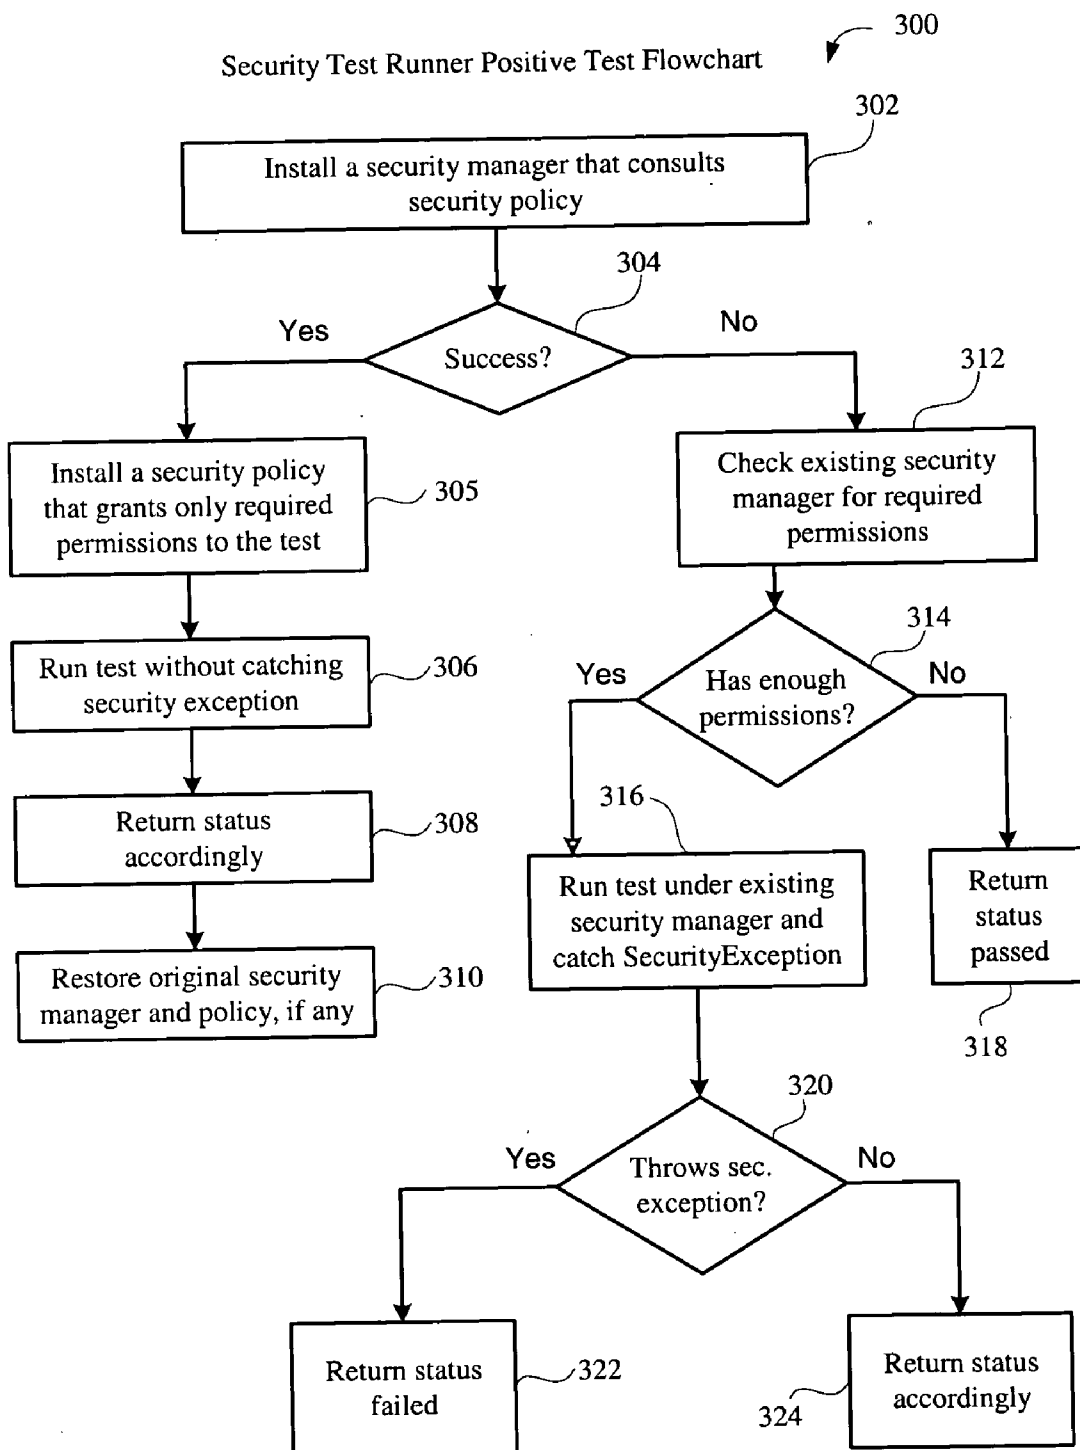 300
Security Test Runner Positive Test Flowchart
302
Install a security manager that consults
security policy
304
Yes
No
Success?
312
Install a security policy
that grants only required
permissions to the test
305
Check existing security
manager for required
permissions
314
Run test without catching
security exception
306
Yes
No
Has enough
permissions?
316
Return status
accordingly
308
Run test under existing
security manager and
catch SecurityException
Return
status
passed
Restore original security
manager and policy, if any
310
318
320
Yes
No
Throws sec.
exception?
Return status
failed
322
Return status
accordingly
324